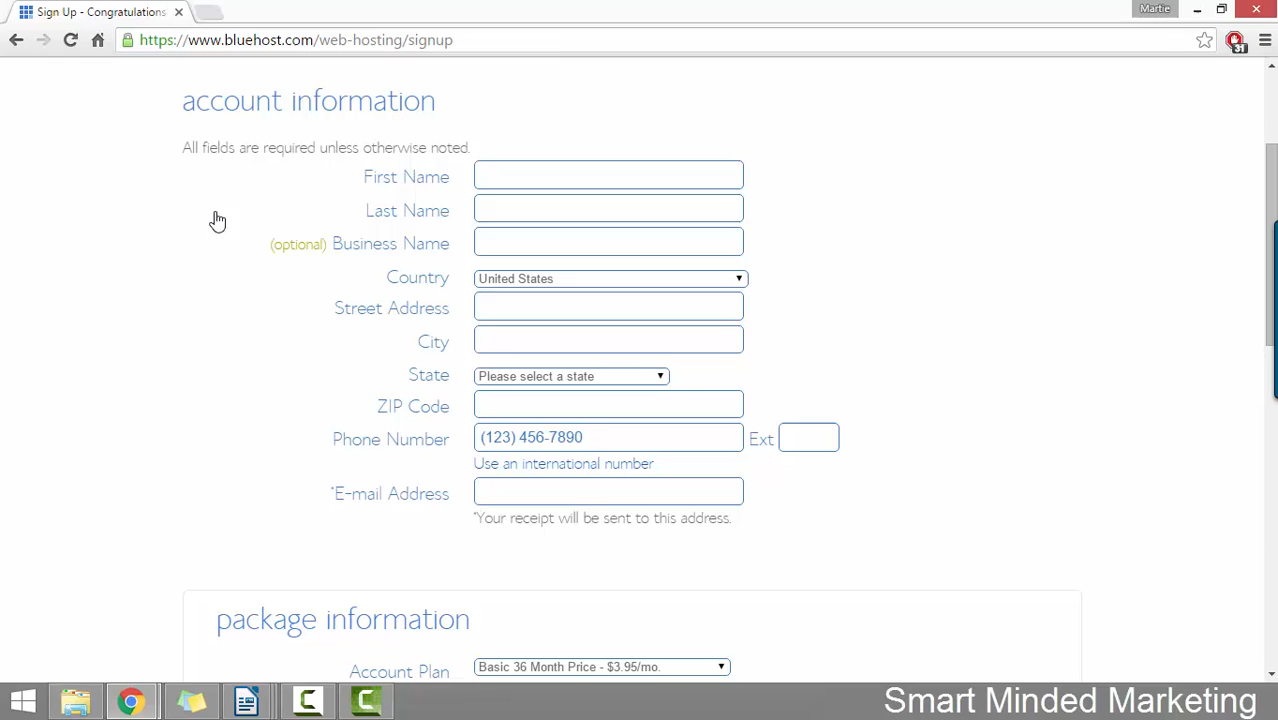 Sign Up - Congratulations
Martie
https://www.bluehost.com/web-hosting/signup
31
account information
All fields are required unless otherwise noted.
First Name
Last Name
(optional) Business Name
Country United States
Street Address
City
State Please select a state
ZIP Code
Phone Number (123) 456-7890 Ext
Use an international number
*E-mail Address
*Your receipt will be sent to this address.
package information
Account Plan Basic 36 Month Price - $3.95/mo.
Smart Minded Marketing